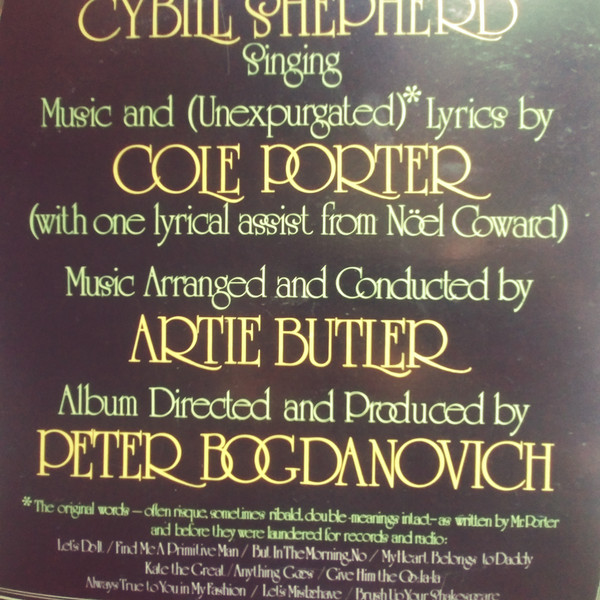 CYBILL SHEPHERD
Singing
Music and (Unexpurgated)* Lyrics by
COLE PORTER
(with one lyrical assist from Nöel Coward)
Music Arranged and Conducted by
ARTIE BUTLER
Album Directed and Produced by
PETER BOGDANOVICH
* The original words — often risque, sometimes ribald, double-meanings intact — as written by Mr. Porter
and before they were laundered for records and radio:
Let's Do It / Find Me A Primitive Man / But In The Morning, No / My Heart Belongs to Daddy
Kate the Great / Anything Goes / Give Him the Oo-la-la
Always True to You in My Fashion / Let's Misbehave / Brush Up Your Shakespeare